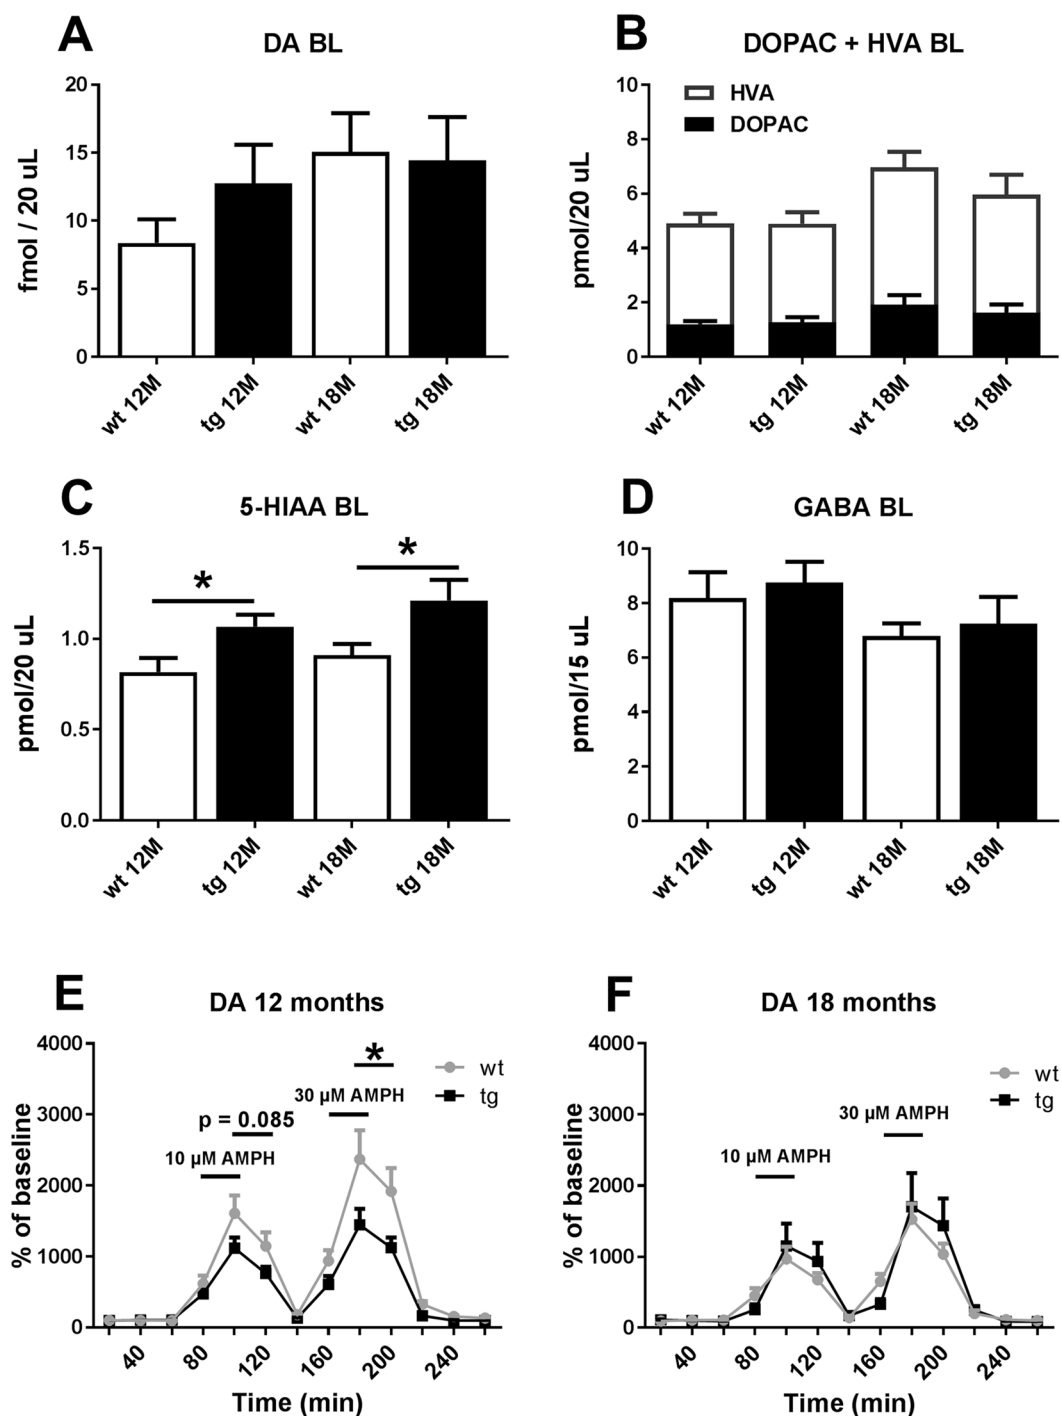 A
DA BL
fmol / 20 uL
20
15
10
5
0
wt 12M
tg 12M
wt 18M
tg 18M
B
DOPAC + HVA BL
pmol/20 uL
10
8
6
4
2
0
HVA
DOPAC
wt 12M
tg 12M
wt 18M
tg 18M
C
5-HIAA BL
pmol/20 uL
1.5
1.0
0.5
0.0
*
*
wt 12M
tg 12M
wt 18M
tg 18M
D
GABA BL
pmol/15 uL
10
8
6
4
2
0
wt 12M
tg 12M
wt 18M
tg 18M
E
DA 12 months
% of baseline
4000
3000
2000
1000
0
*
wt
tg
30 µM AMPH
p = 0.085
10 µM AMPH
40
80
120
160
200
240
Time (min)
F
DA 18 months
% of baseline
4000
3000
2000
1000
0
wt
tg
30 µM AMPH
10 µM AMPH
40
80
120
160
200
240
Time (min)